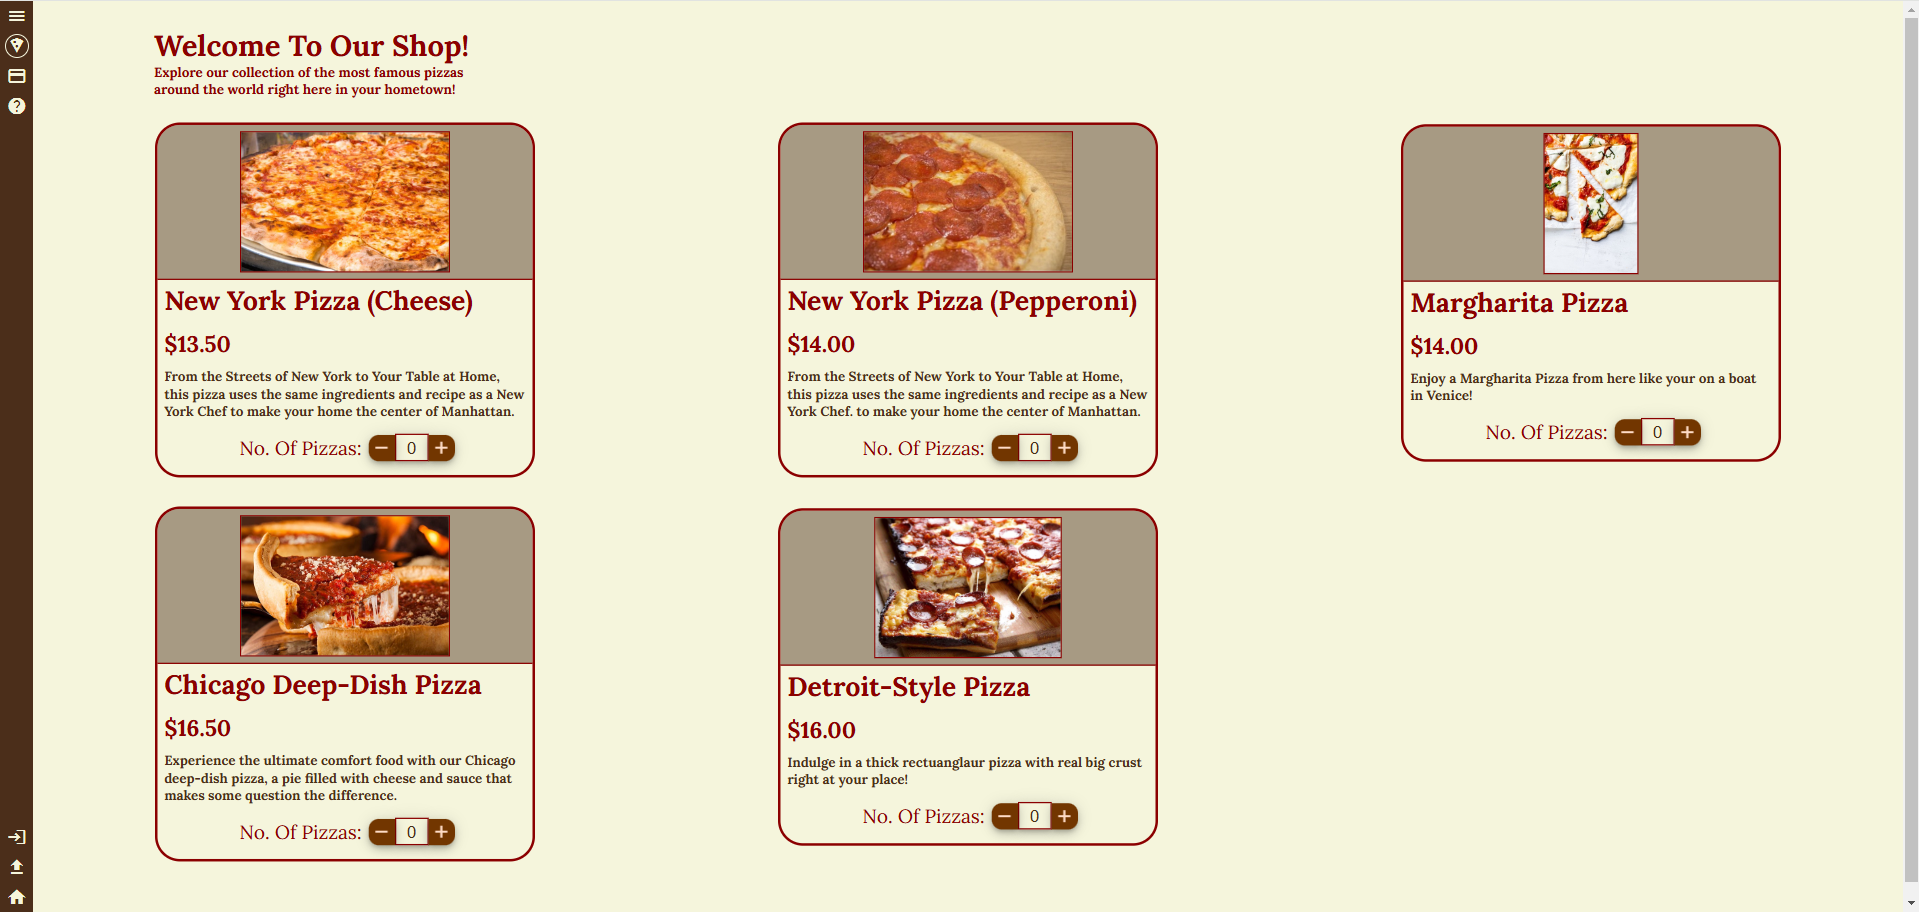 Welcome To Our Shop!
Explore our collection of the most famous pizzas
around the world right here in your hometown!
New York Pizza (Cheese)
$13.50
From the Streets of New York to Your Table at Home,
this pizza uses the same ingredients and recipe as a New
York Chef to make your home the center of Manhattan.
No. Of Pizzas: − 0 +
New York Pizza (Pepperoni)
$14.00
From the Streets of New York to Your Table at Home,
this pizza uses the same ingredients and recipe as a New
York Chef. to make your home the center of Manhattan.
No. Of Pizzas: − 0 +
Margharita Pizza
$14.00
Enjoy a Margharita Pizza from here like your on a boat
in Venice!
No. Of Pizzas: − 0 +
Chicago Deep-Dish Pizza
$16.50
Experience the ultimate comfort food with our Chicago
deep-dish pizza, a pie filled with cheese and sauce that
makes some question the difference.
No. Of Pizzas: − 0 +
Detroit-Style Pizza
$16.00
Indulge in a thick rectuanglaur pizza with real big crust
right at your place!
No. Of Pizzas: − 0 +